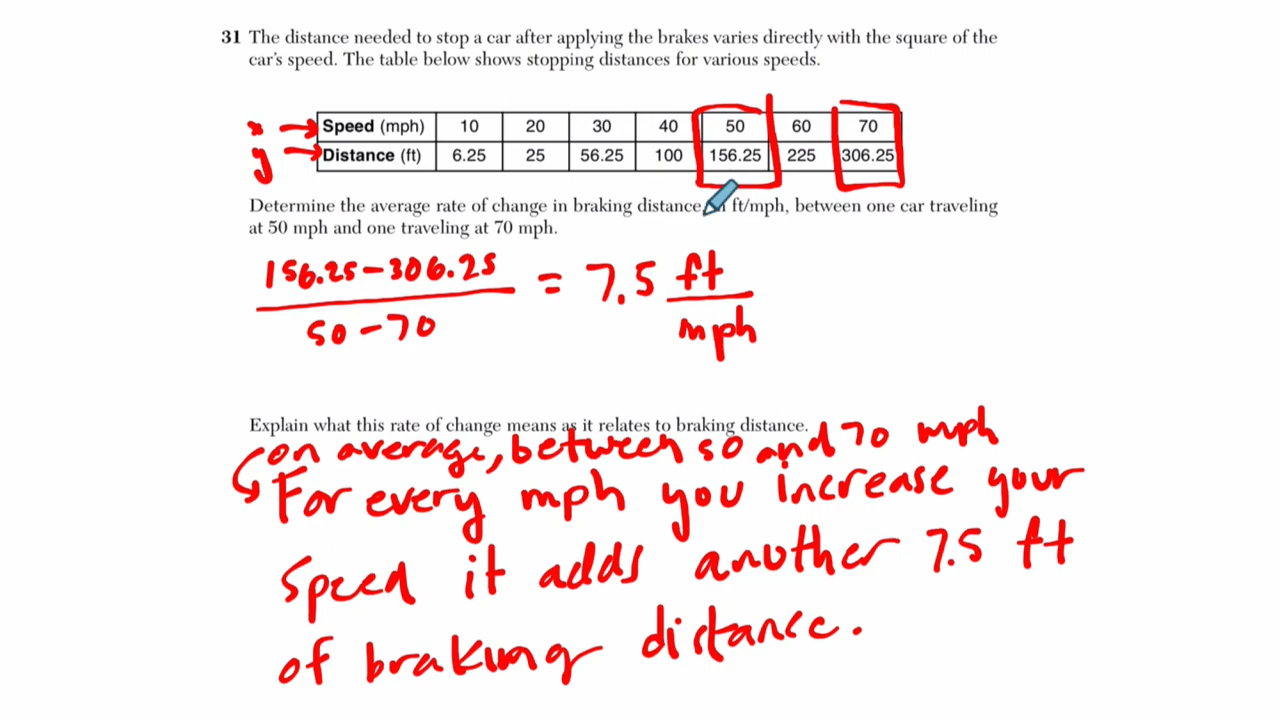 31 The distance needed to stop a car after applying the brakes varies directly with the square of the
car's speed. The table below shows stopping distances for various speeds.
x → Speed (mph) 10 20 30 40 50 60 70
y → Distance (ft) 6.25 25 56.25 100 156.25 225 306.25
Determine the average rate of change in braking distance, ft/mph, between one car traveling
at 50 mph and one traveling at 70 mph.
156.25-306.25
= 7.5 ft
50-70
mph
Explain what this rate of change means as it relates to braking distance.
on average, between 50 and 70 mph
For every mph you increase your
speed it adds another 7.5 ft
of braking distance.